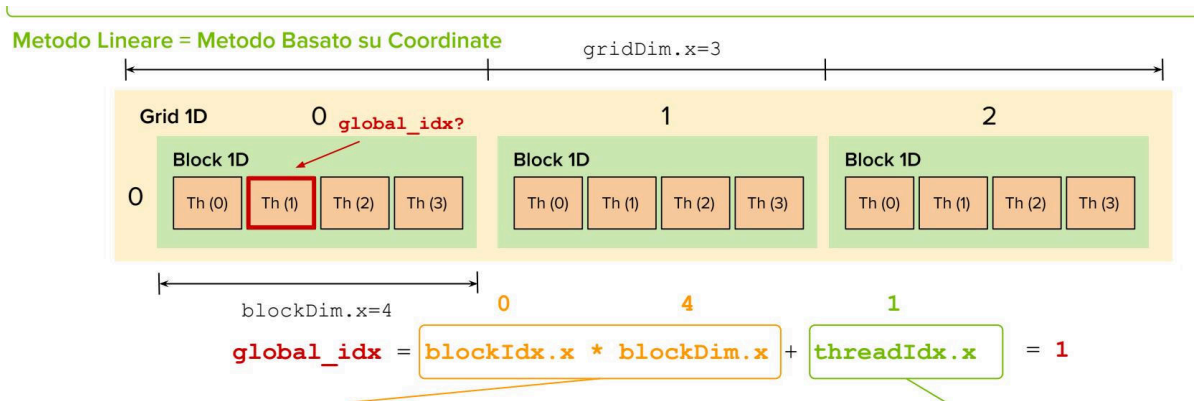 Metodo Lineare = Metodo Basato su Coordinate
gridDim.x=3
Grid 1D 0 1 2
global_idx?
Block 1D Block 1D Block 1D
0 Th (0) Th (1) Th (2) Th (3) Th (0) Th (1) Th (2) Th (3) Th (0) Th (1) Th (2) Th (3)
blockDim.x=4
0 4 1
global_idx = blockIdx.x * blockDim.x + threadIdx.x = 1